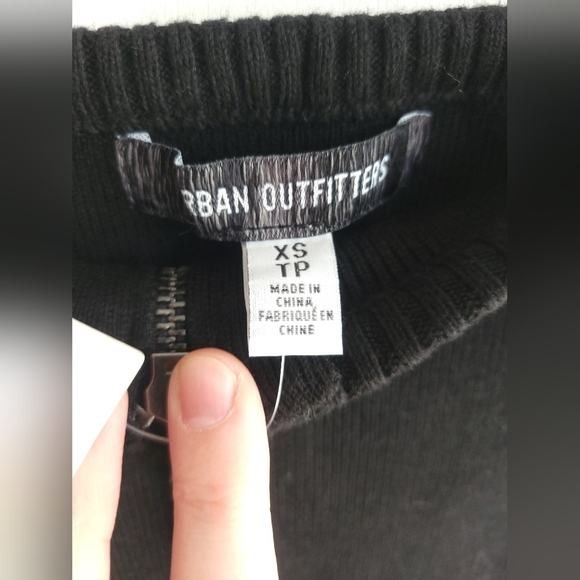 RBAN OUTFITTERS
XS
TP
MADE IN
CHINA
FABRIQUÉ EN
CHINE